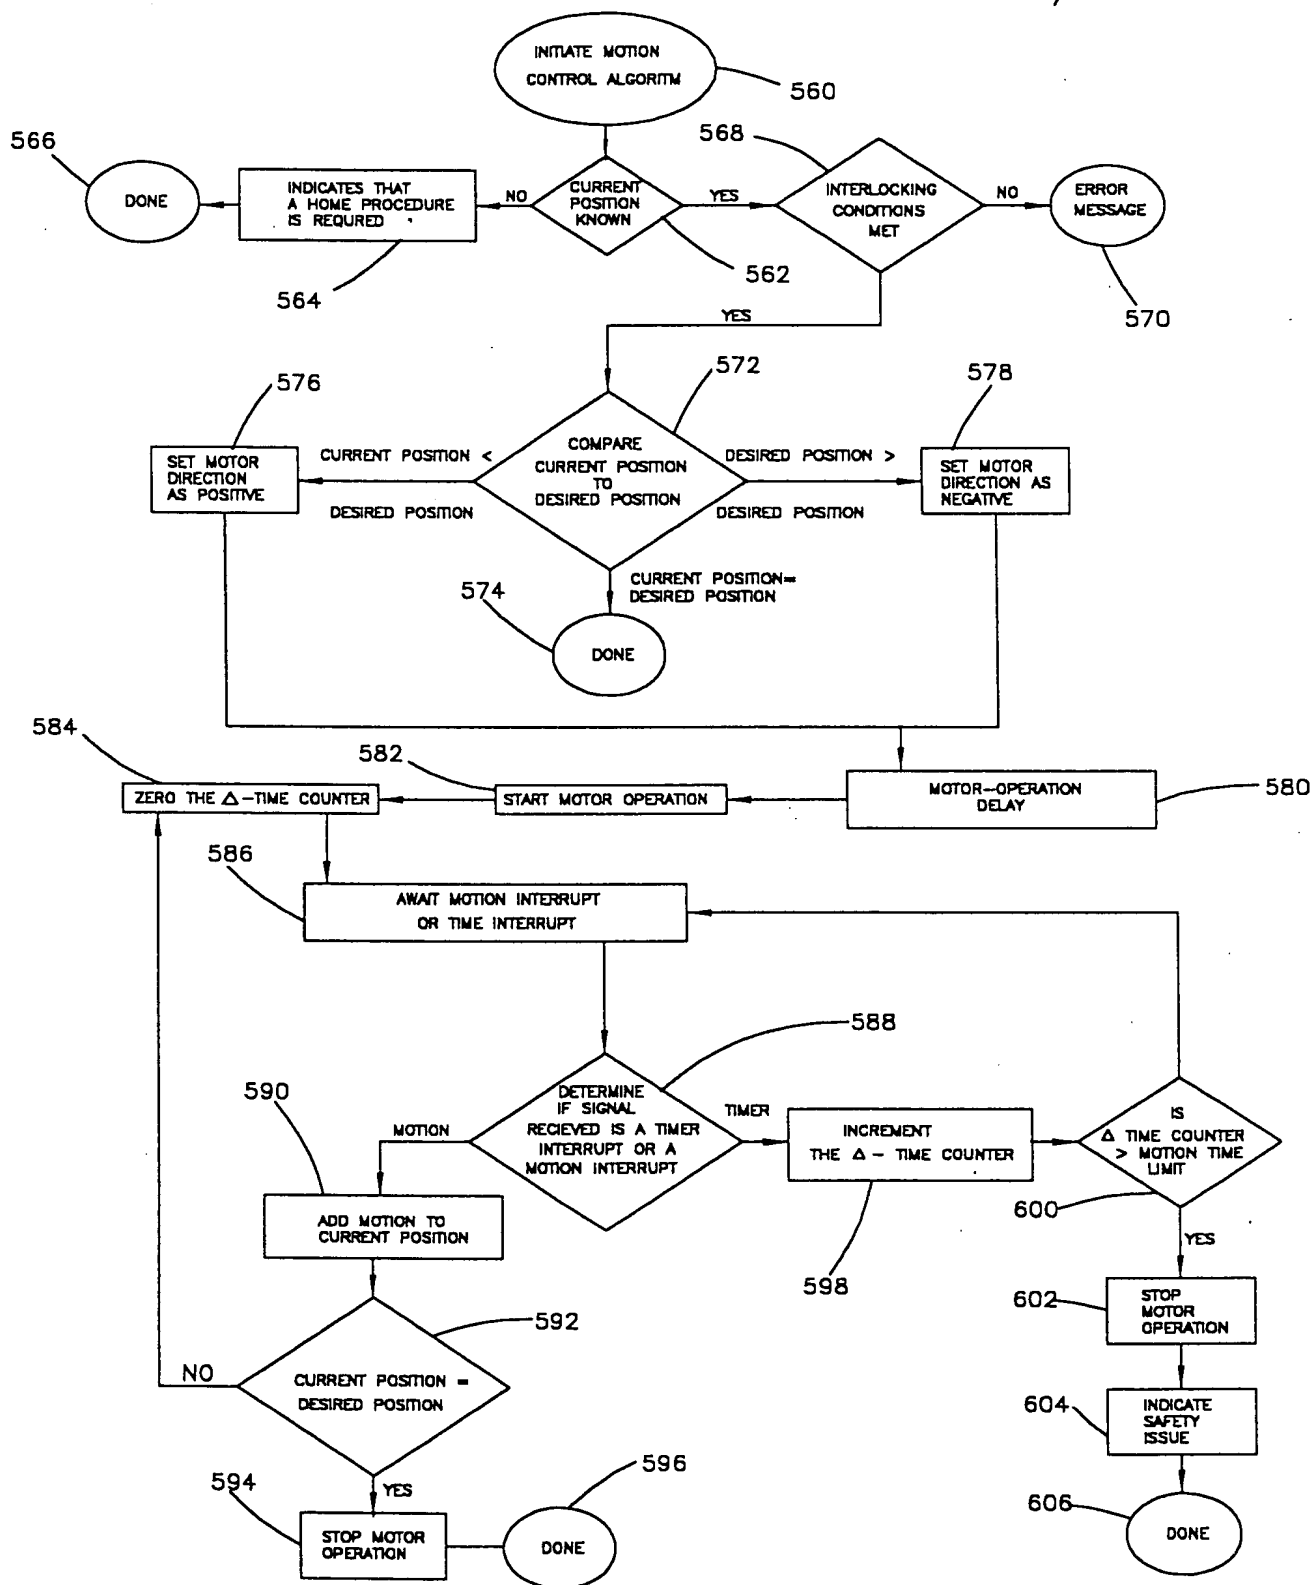 INITIATE MOTION
CONTROL ALGORITM
560
568
566
DONE
INDICATES THAT
A HOME PROCEDURE
IS REQURED
NO
CURRENT
POSITION
KNOWN
YES
INTERLOCKING
CONDITIONS
MET
NO
ERROR
MESSAGE
562
564
570
YES
572
576
578
SET MOTOR
DIRECTION
AS POSITIVE
CURRENT POSITION <
DESIRED POSITION
COMPARE
CURRENT POSITION
TO
DESIRED POSITION
DESIRED POSITION >
DESIRED POSITION
SET MOTOR
DIRECTION AS
NEGATIVE
CURRENT POSITION=
DESIRED POSITION
574
DONE
584
582
ZERO THE △-TIME COUNTER
START MOTOR OPERATION
MOTOR-OPERATION
DELAY
580
586
AWAIT MOTION INTERRUPT
OR TIME INTERRUPT
588
590
MOTION
DETERMINE
IF SIGNAL
RECIEVED IS A TIMER
INTERRUPT OR A
MOTION INTERRUPT
TIMER
INCREMENT
THE △ - TIME COUNTER
IS
△ TIME COUNTER
> MOTION TIME
LIMIT
600
ADD MOTION TO
CURRENT POSITION
598
YES
602
STOP
MOTOR
OPERATION
592
NO
CURRENT POSITION =
DESIRED POSITION
604
INDICATE
SAFETY
ISSUE
594
YES
596
606
STOP MOTOR
OPERATION
DONE
DONE